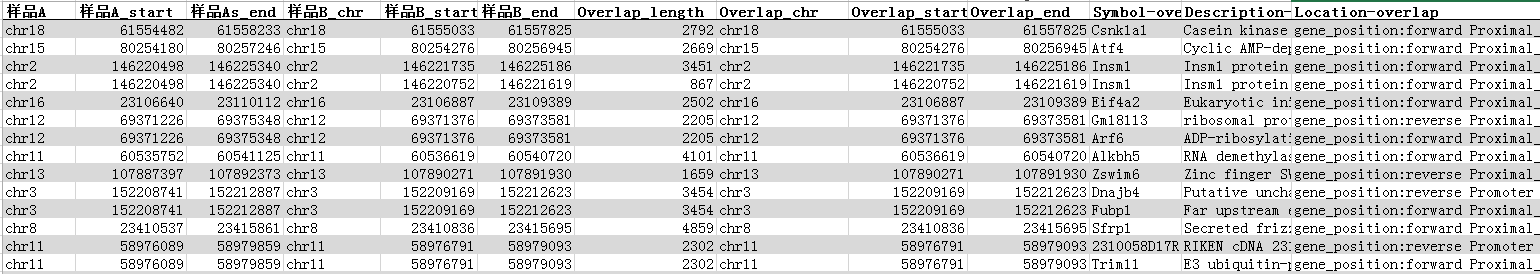 样品A 样品A_start 样品As_end 样品B_chr 样品B_start 样品B_end Overlap_length Overlap_chr Overlap_start Overlap_end Symbol-ove Description- Location-overlap
chr18 61554482 61558233 chr18 61555033 61557825 2792 chr18 61555033 61557825 Csnk1a1 Casein kinase gene_position:forward Proximal_
chr15 80254180 80257246 chr15 80254276 80256945 2669 chr15 80254276 80256945 Atf4 Cyclic AMP-dep gene_position:forward Proximal_
chr2 146220498 146225340 chr2 146221735 146225186 3451 chr2 146221735 146225186 Insm1 Insm1 protein gene_position:forward Proximal_
chr2 146220498 146225340 chr2 146220752 146221619 867 chr2 146220752 146221619 Insm1 Insm1 protein gene_position:forward Proximal_
chr16 23106640 23110112 chr16 23106887 23109389 2502 chr16 23106887 23109389 Eif4a2 Eukaryotic ini gene_position:forward Proximal_
chr12 69371226 69375348 chr12 69371376 69373581 2205 chr12 69371376 69373581 Gm18113 ribosomal pro gene_position:reverse Proximal_
chr12 69371226 69375348 chr12 69371376 69373581 2205 chr12 69371376 69373581 Arf6 ADP-ribosylati gene_position:forward Proximal_
chr11 60535752 60541125 chr11 60536619 60540720 4101 chr11 60536619 60540720 Alkbh5 RNA demethylas gene_position:forward Proximal_
chr13 107887397 107892373 chr13 107890271 107891930 1659 chr13 107890271 107891930 Zswim6 Zinc finger SW gene_position:reverse Proximal_
chr3 152208741 152212887 chr3 152209169 152212623 3454 chr3 152209169 152212623 Dnajb4 Putative uncha gene_position:reverse Promoter
chr3 152208741 152212887 chr3 152209169 152212623 3454 chr3 152209169 152212623 Fubp1 Far upstream gene_position:forward Proximal_
chr8 23410537 23415861 chr8 23410836 23415695 4859 chr8 23410836 23415695 Sfrp1 Secreted friz gene_position:forward Proximal_
chr11 58976089 58979859 chr11 58976791 58979093 2302 chr11 58976791 58979093 2310058D17R RIKEN cDNA 231 gene_position:reverse Promoter
chr11 58976089 58979859 chr11 58976791 58979093 2302 chr11 58976791 58979093 Trim11 E3 ubiquitin-p gene_position:forward Proximal_